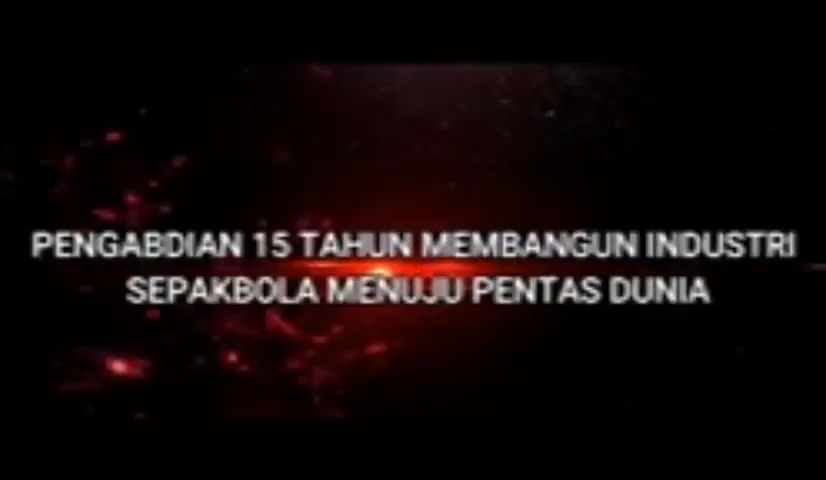 PENGABDIAN 15 TAHUN MEMBANGUN INDUSTRI
SEPAKBOLA MENUJU PENTAS DUNIA